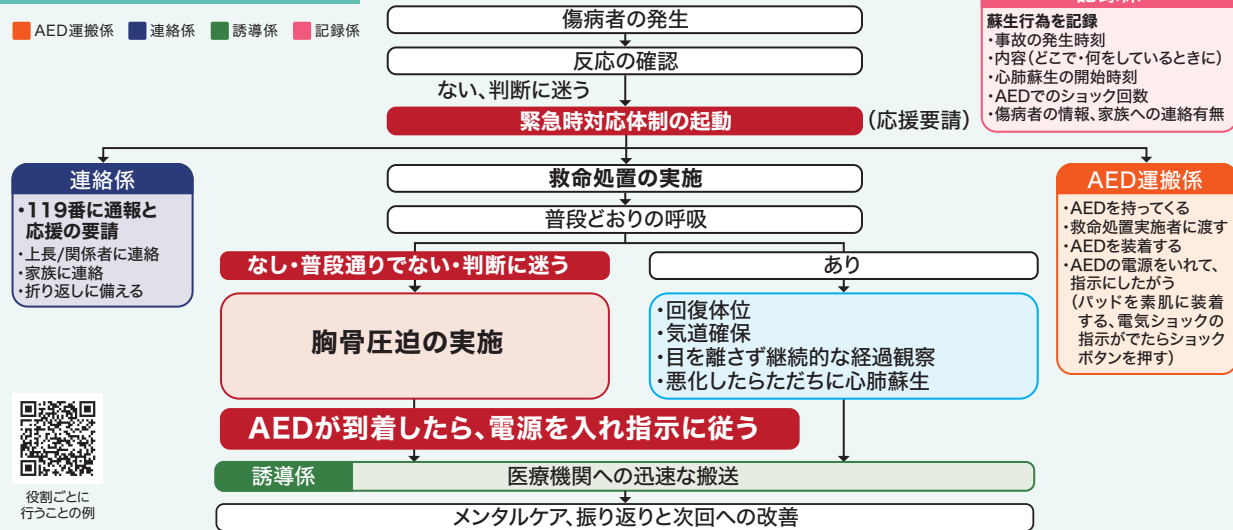 AED運搬係 連絡係 誘導係 記録係
傷病者の発生
反応の確認
ない、判断に迷う
緊急時対応体制の起動
(応援要請)
蘇生行為を記録
・事故の発生時刻
・内容(どこで・何をしているときに)
・心肺蘇生の開始時刻
・AEDでのショック回数
・傷病者の情報、家族への連絡有無
連絡係
・119番に通報と
応援の要請
・上長/関係者に連絡
・家族に連絡
・折り返しに備える
救命処置の実施
普段どおりの呼吸
なし・普段通りでない・判断に迷う
あり
胸骨圧迫の実施
・回復体位
・気道確保
・目を離さず継続的な経過観察
・悪化したらただちに心肺蘇生
AED運搬係
・AEDを持ってくる
・救命処置実施者に渡す
・AEDを装着する
・AEDの電源をいれて、
指示にしたがう
(パッドを素肌に装着
する、電気ショックの
指示がでたらショック
ボタンを押す)
AEDが到着したら、電源を入れ指示に従う
誘導係
医療機関への迅速な搬送
メンタルケア、振り返りと次回への改善
役割ごとに
行うことの例